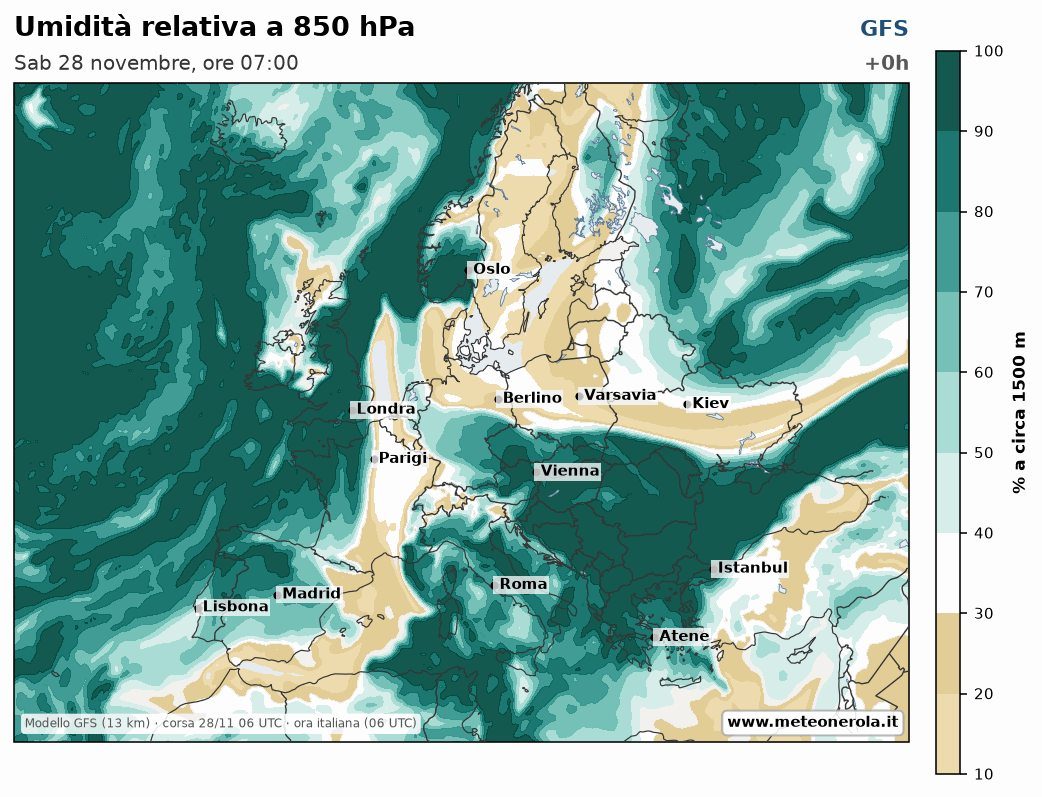 Umidità relativa a 850 hPa
GFS
Sab 28 novembre, ore 07:00
+0h
100
90
80
70
60
50
40
30
20
10
% a circa 1500 m
Oslo
Berlino
Varsavia
Kiev
Londra
Parigi
Vienna
Istanbul
Roma
Madrid
Lisbona
Atene
Modello GFS (13 km) · corsa 28/11 06 UTC · ora italiana (06 UTC)
www.meteonerola.it